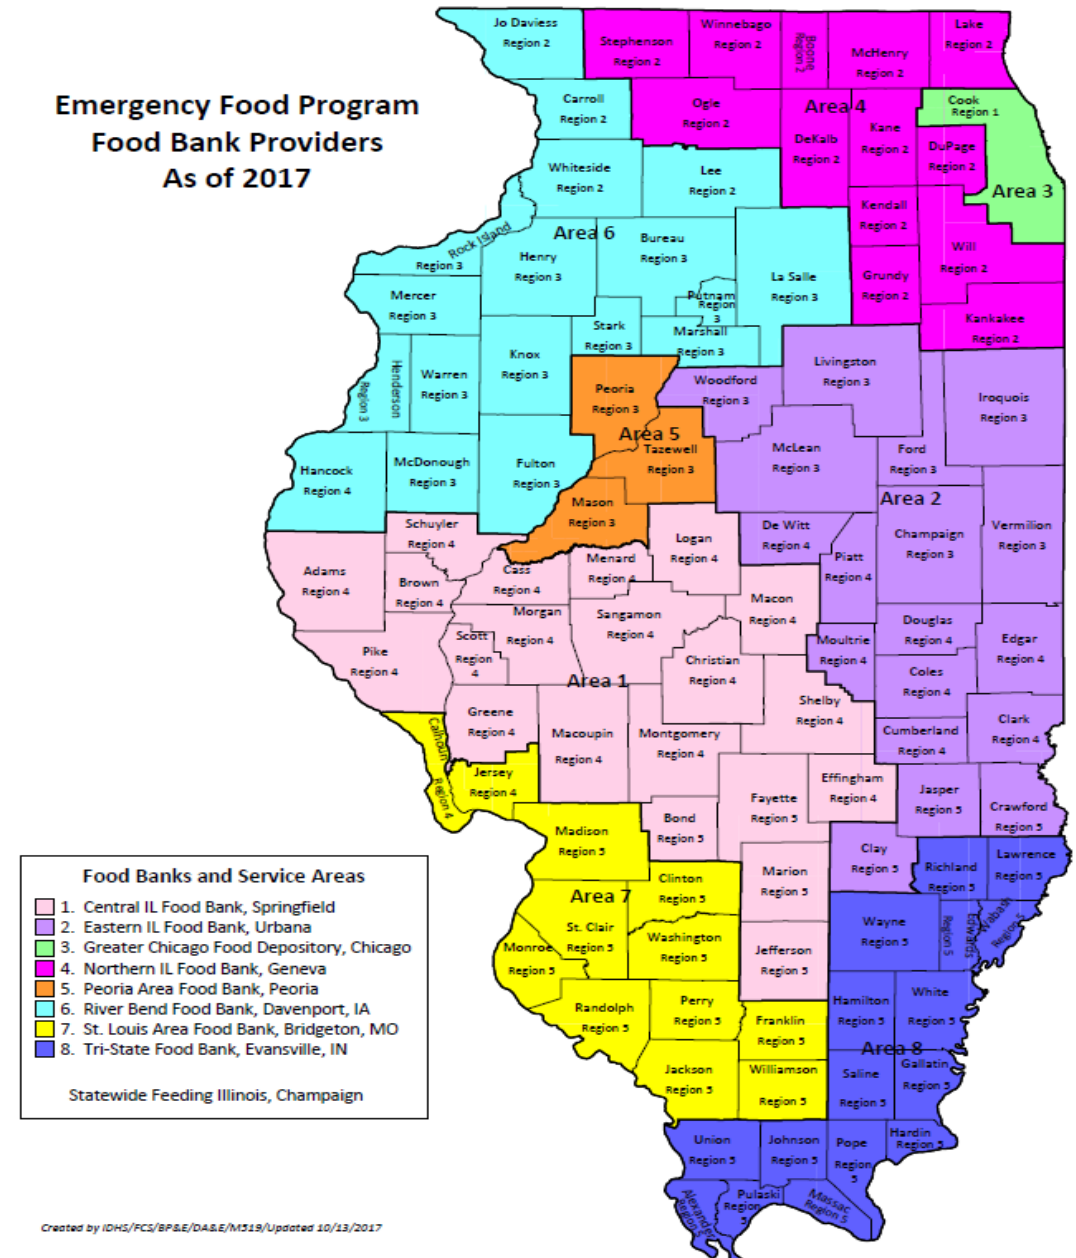 Emergency Food Program
Food Bank Providers
As of 2017
Jo Daviess
Region 2
Stephenson
Region 2
Winnebago
Region 2
Boone
Region 2
McHenry
Region 2
Lake
Region 2
Carroll
Region 2
Ogle
Region 2
Area 4
DeKalb
Region 2
Kane
Region 2
Cook
Region 1
DuPage
Region 2
Area 3
Whiteside
Region 2
Lee
Region 2
Kendall
Region 2
Will
Region 2
Grundy
Region 2
Kankakee
Region 2
Rock Island
Region 3
Area 6
Henry
Region 3
Bureau
Region 3
La Salle
Region 3
Putnam
Region
3
Mercer
Region 3
Stark
Region 3
Marshall
Region 3
Henderson
Region 3
Warren
Region 3
Knox
Region 3
Peoria
Region 3
Woodford
Region 3
Livingston
Region 3
Iroquois
Region 3
Area 5
Tazewell
Region 3
McLean
Region 3
Ford
Region 3
Hancock
Region 4
McDonough
Region 3
Fulton
Region 3
Mason
Region 3
Area 2
Schuyler
Region 4
Logan
Region 4
De Witt
Region 4
Piatt
Region 4
Champaign
Region 3
Vermilion
Region 3
Adams
Region 4
Brown
Region 4
Cass
Region 4
Menard
Region 4
Macon
Region 4
Morgan
Region 4
Sangamon
Region 4
Scott
Region
4
Pike
Region 4
Christian
Region 4
Moultrie
Region 4
Douglas
Region 4
Edgar
Region 4
Coles
Region 4
Area 1
Shelby
Region 4
Greene
Region 4
Macoupin
Region 4
Montgomery
Region 4
Cumberland
Region 4
Clark
Region 4
Calhoun
Region 4
Jersey
Region 4
Effingham
Region 4
Fayette
Region 5
Jasper
Region 5
Crawford
Region 5
Madison
Region 5
Bond
Region 5
Clay
Region 5
Richland
Region 5
Lawrence
Region 5
Marion
Region 5
Clinton
Region 5
Area 7
St. Clair
Region 5
Washington
Region 5
Monroe
Region 5
Jefferson
Region 5
Wayne
Region 5
Edwards
Region 5
Wabash
Region 5
Randolph
Region 5
Perry
Region 5
Franklin
Region 5
Hamilton
Region 5
White
Region 5
Area 8
Jackson
Region 5
Williamson
Region 5
Saline
Region 5
Gallatin
Region 5
Union
Region 5
Johnson
Region 5
Pope
Region
5
Hardin
Region 5
Alexander
Region 5
Pulaski
Region
5
Massac
Region 5
Food Banks and Service Areas
1. Central IL Food Bank, Springfield
2. Eastern IL Food Bank, Urbana
3. Greater Chicago Food Depository, Chicago
4. Northern IL Food Bank, Geneva
5. Peoria Area Food Bank, Peoria
6. River Bend Food Bank, Davenport, IA
7. St. Louis Area Food Bank, Bridgeton, MO
8. Tri-State Food Bank, Evansville, IN
Statewide Feeding Illinois, Champaign
Created by IDHS/FCS/BP&E/DA&E/M519/Updated 10/13/2017